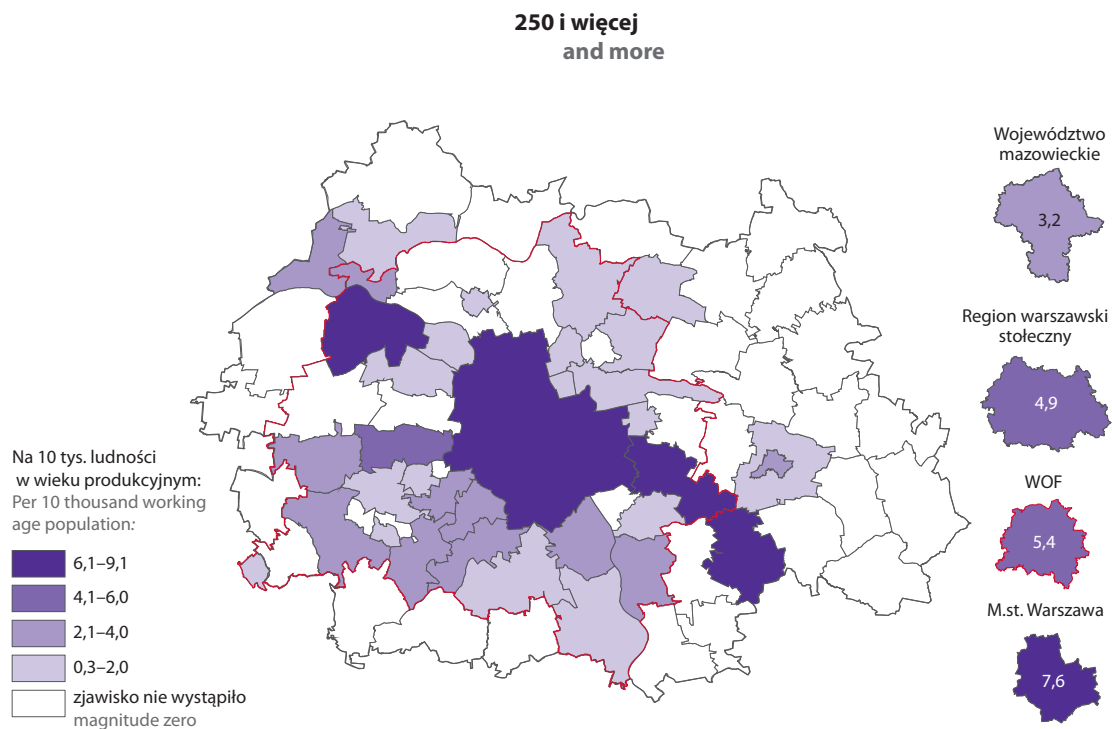 250 i więcej
and more
Województwo
mazowieckie
3,2
Region warszawski
stołeczny
4,9
WOF
5,4
M.st. Warszawa
7,6
Na 10 tys. ludności
w wieku produkcyjnym:
Per 10 thousand working
age population:
6,1–9,1
4,1–6,0
2,1–4,0
0,3–2,0
zjawisko nie wystąpiło
magnitude zero